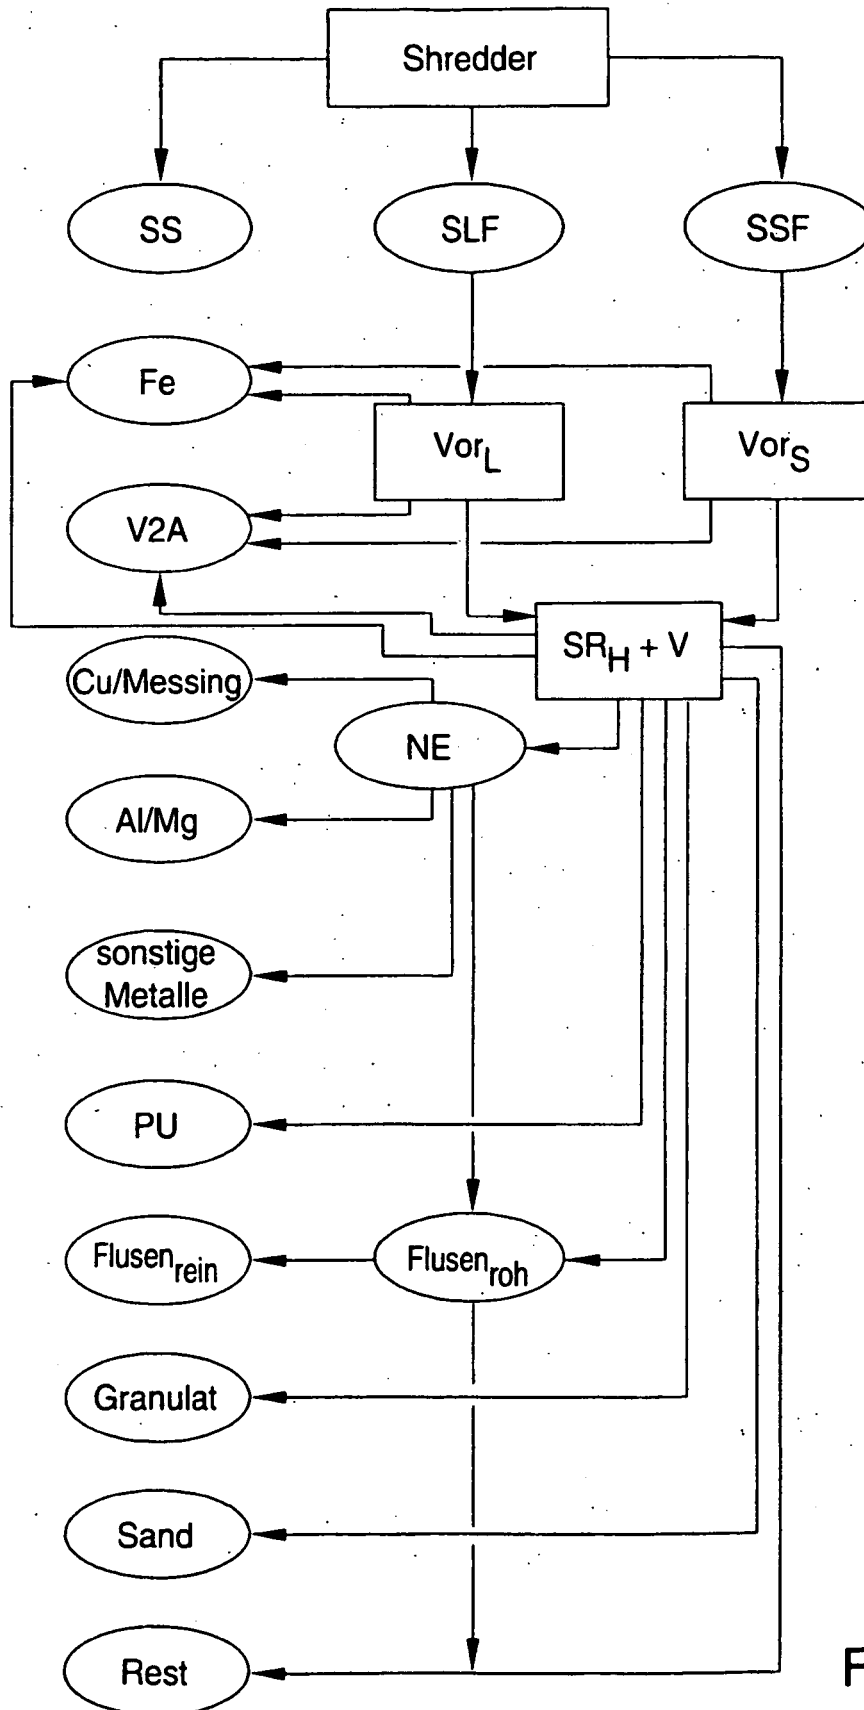 Shredder
SS
SLF
SSF
Fe
VorL
VorS
V2A
SRH + V
Cu/Messing
NE
Al/Mg
sonstige
Metalle
PU
Flusenrein
Flusenroh
Granulat
Sand
Rest
F